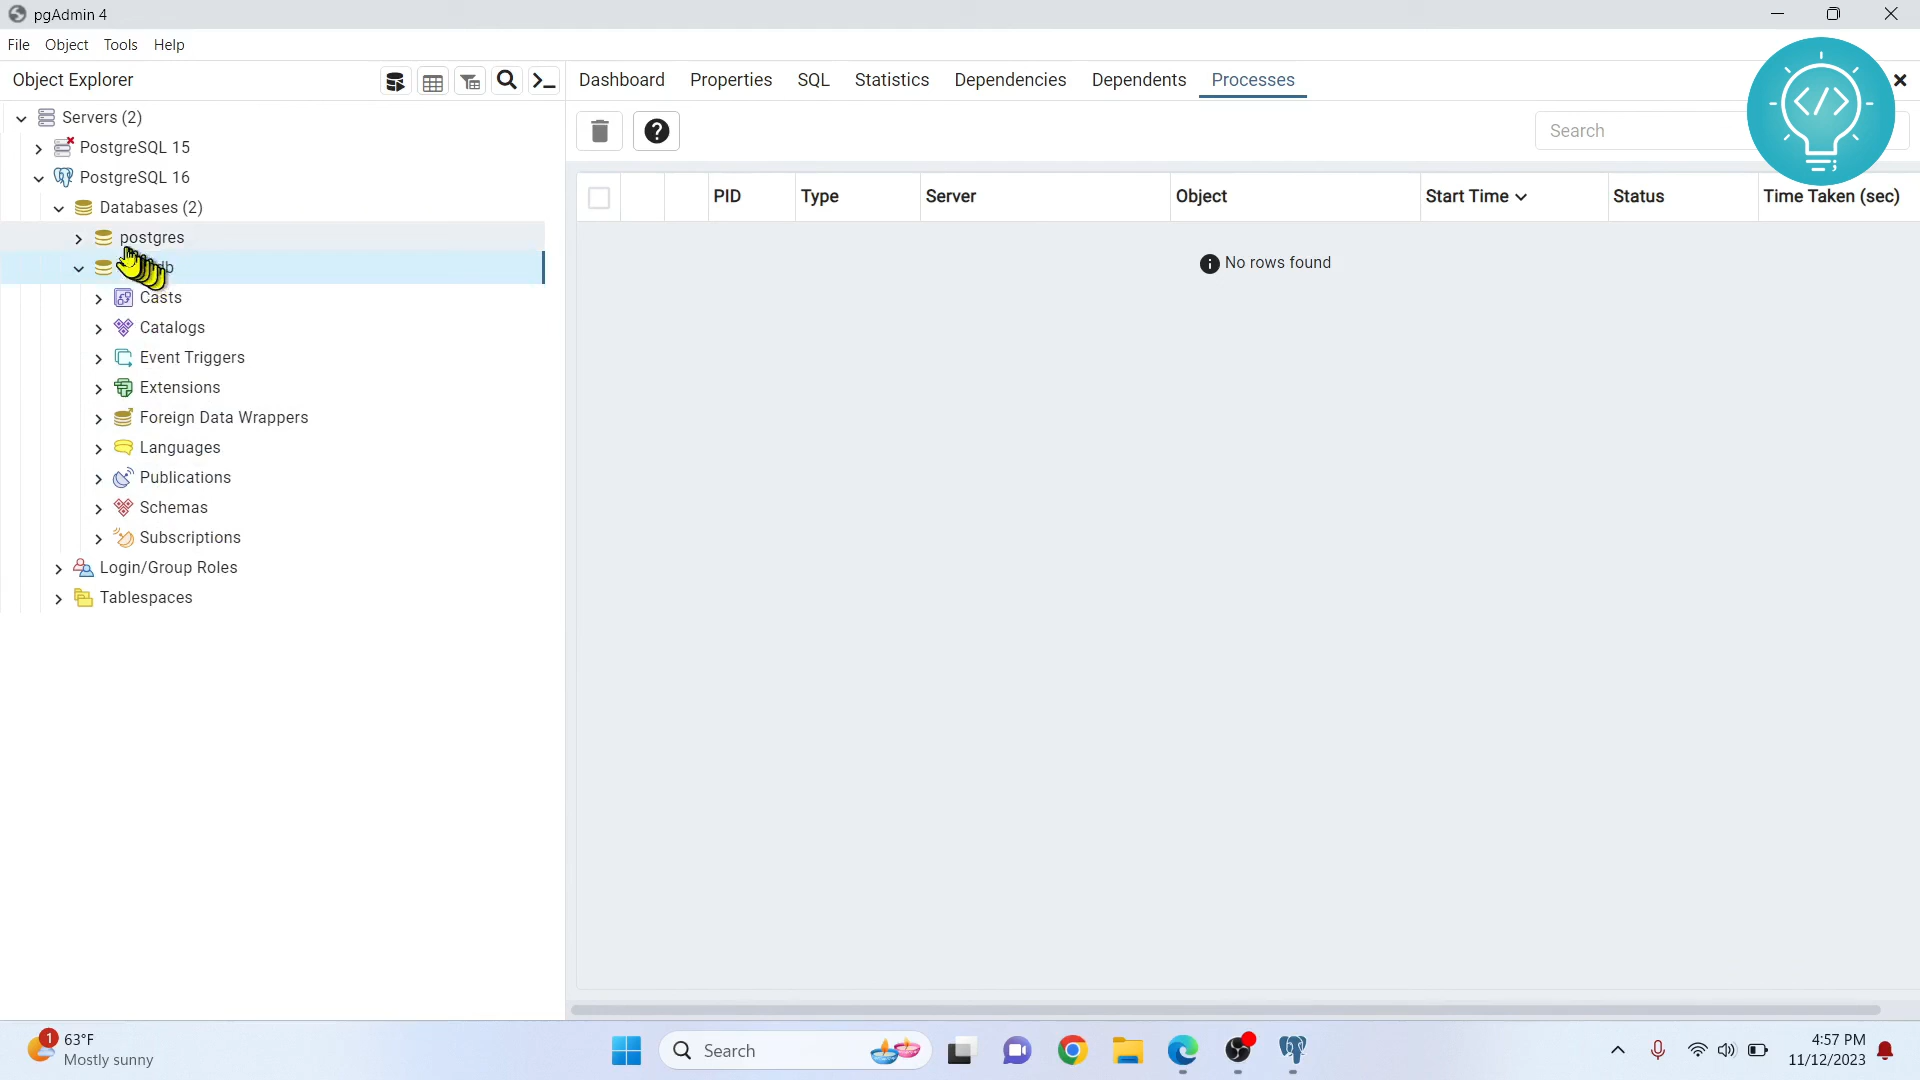 pgAdmin 4
File Object Tools Help
Object Explorer
Dashboard Properties SQL Statistics Dependencies Dependents Processes
Servers (2)
PostgreSQL 15
PostgreSQL 16
Databases (2)
postgres
Casts
Catalogs
Event Triggers
Extensions
Foreign Data Wrappers
Languages
Publications
Schemas
Subscriptions
Login/Group Roles
Tablespaces
Search
PID Type Server Object Start Time Status Time Taken (sec)
No rows found
1 63°F
Mostly sunny
Search
4:57 PM
11/12/2023